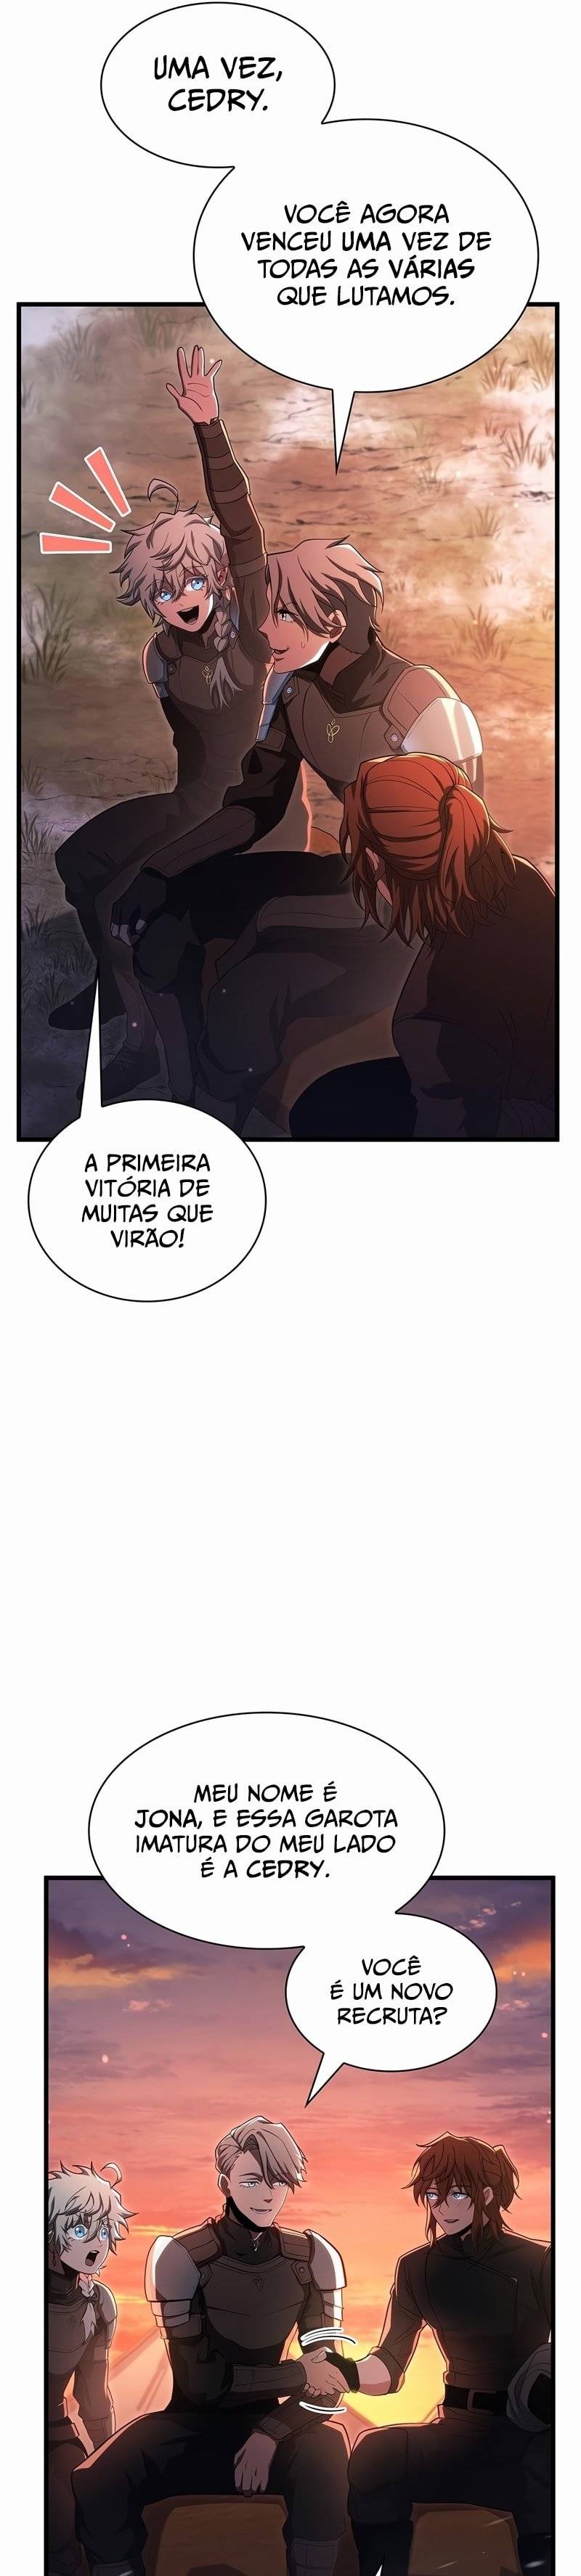 UMA VEZ,
CEDRY.
VOCÊ AGORA
VENCEU UMA VEZ DE
TODAS AS VÁRIAS
QUE LUTAMOS.
A PRIMEIRA
VITÓRIA DE
MUITAS QUE
VIRÃO!
MEU NOME É
JONA, E ESSA GAROTA
IMATURA DO MEU LADO
É A CEDRY.
VOCÊ
É UM NOVO
RECRUTA?